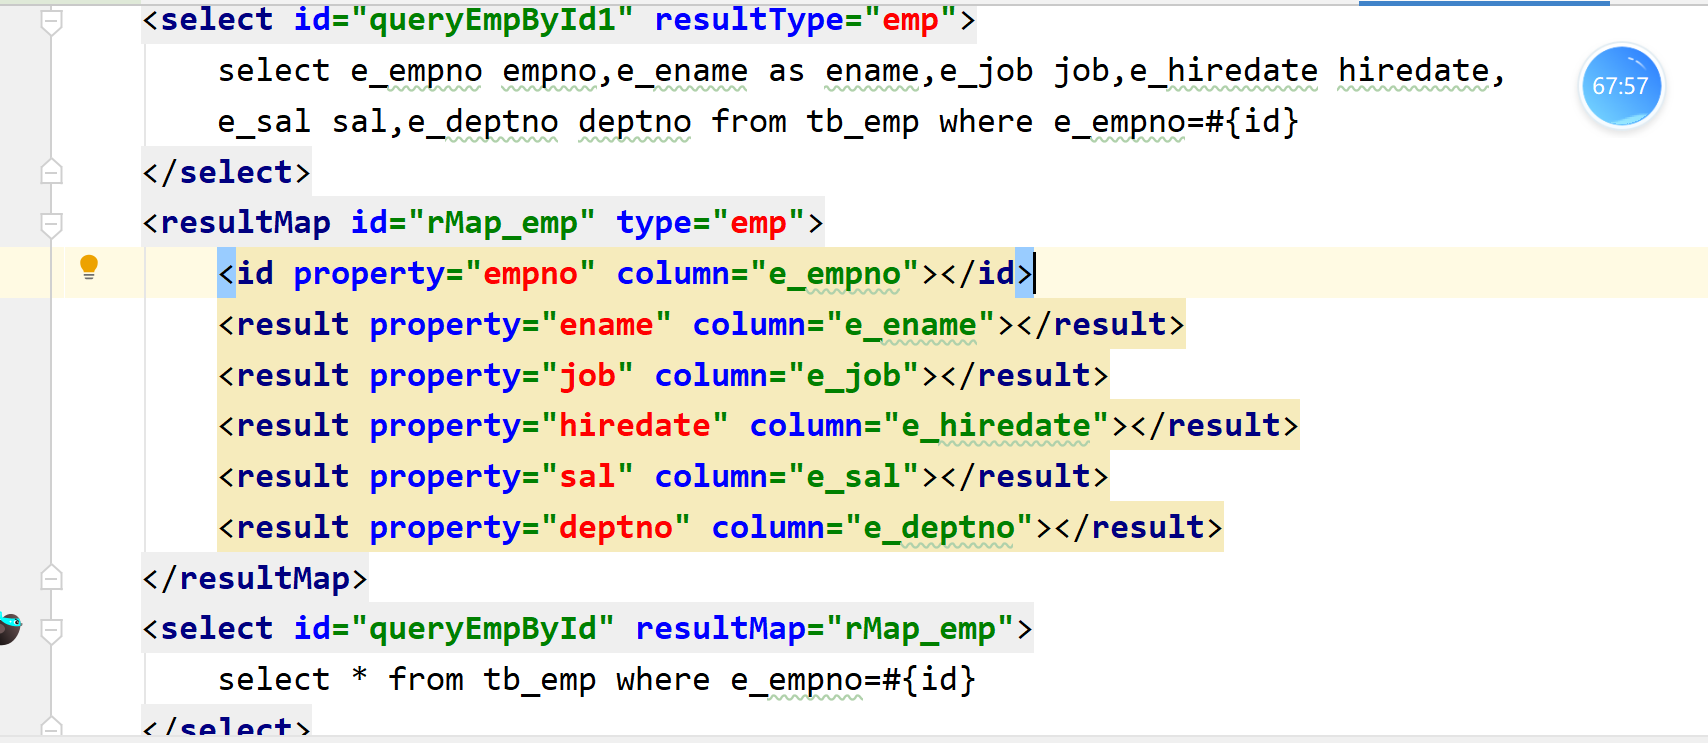 <select id="queryEmpById1" resultType="emp">
select e_empno empno,e_ename as ename,e_job job,e_hiredate hiredate,
67:57
e_sal sal,e_deptno deptno from tb_emp where e_empno=#{id}
</select>
<resultMap id="rMap_emp" type="emp">
<id property="empno" column="e_empno"></id>
<result property="ename" column="e_ename"></result>
<result property="job" column="e_job"></result>
<result property="hiredate" column="e_hiredate"></result>
<result property="sal" column="e_sal"></result>
<result property="deptno" column="e_deptno"></result>
</resultMap>
<select id="queryEmpById" resultMap="rMap_emp">
select * from tb_emp where e_empno=#{id}
</select>